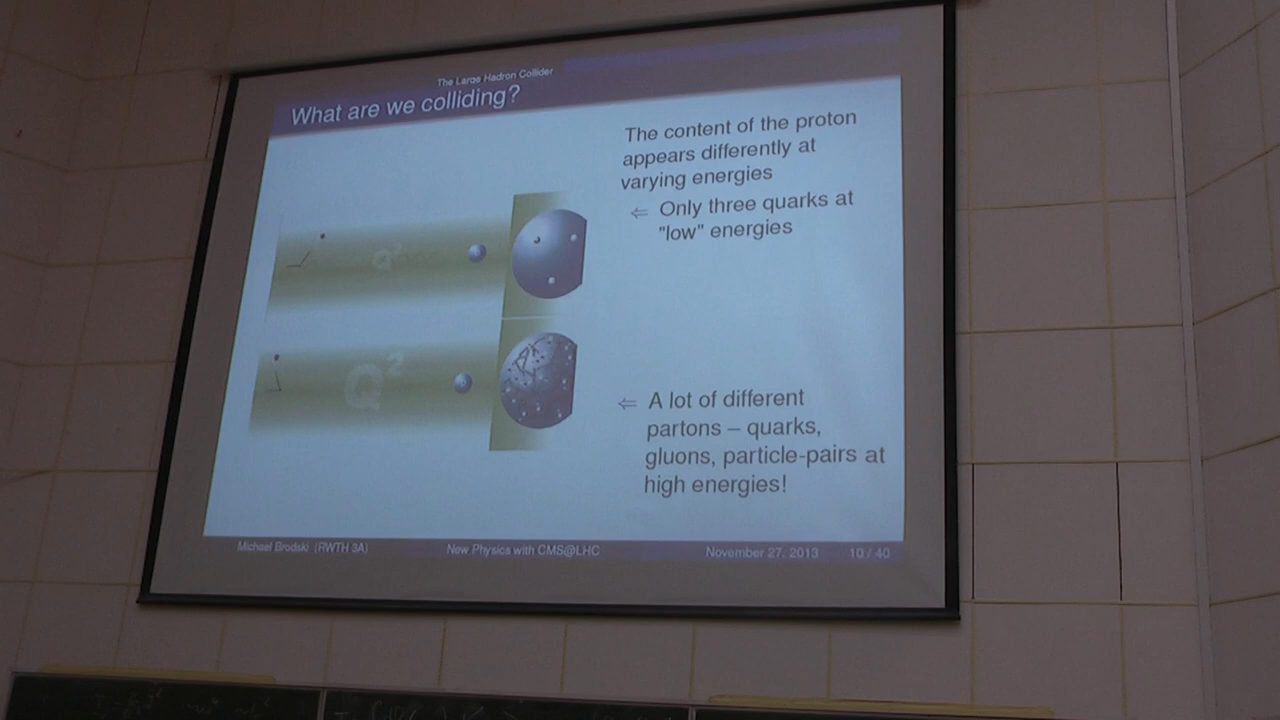 The Large Hadron Collider
What are we colliding?
The content of the proton
appears differently at
varying energies
⇐ Only three quarks at
"low" energies
Q²
Q²
⇐ A lot of different
partons – quarks,
gluons, particle-pairs at
high energies!
Michael Brodski (RWTH 3A) New Physics with CMS@LHC November 27, 2013 10 / 40